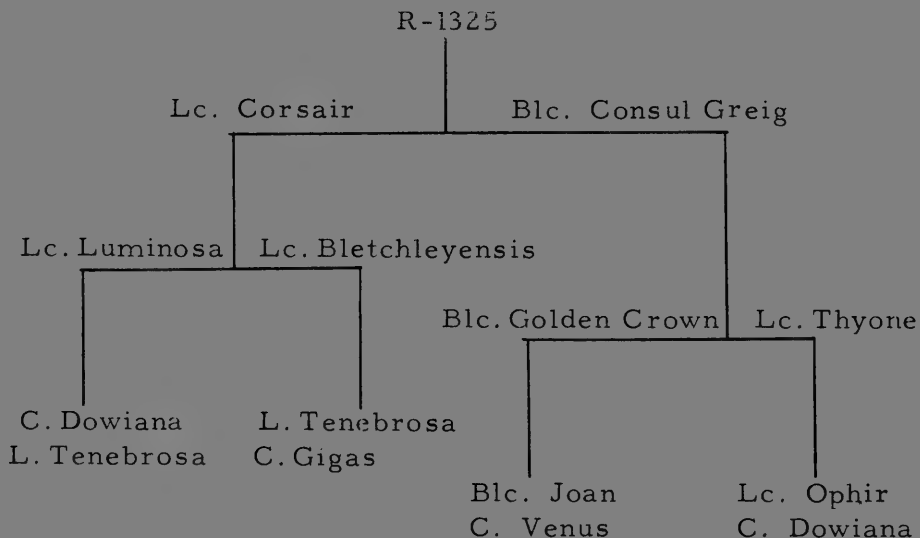 R-1325
Lc. Corsair
Blc. Consul Greig
Lc. Luminosa
Lc. Bletchleyensis
Blc. Golden Crown
Lc. Thyone
C. Dowiana
L. Tenebrosa
L. Tenebrosa
C. Gigas
Blc. Joan
C. Venus
Lc. Ophir
C. Dowiana